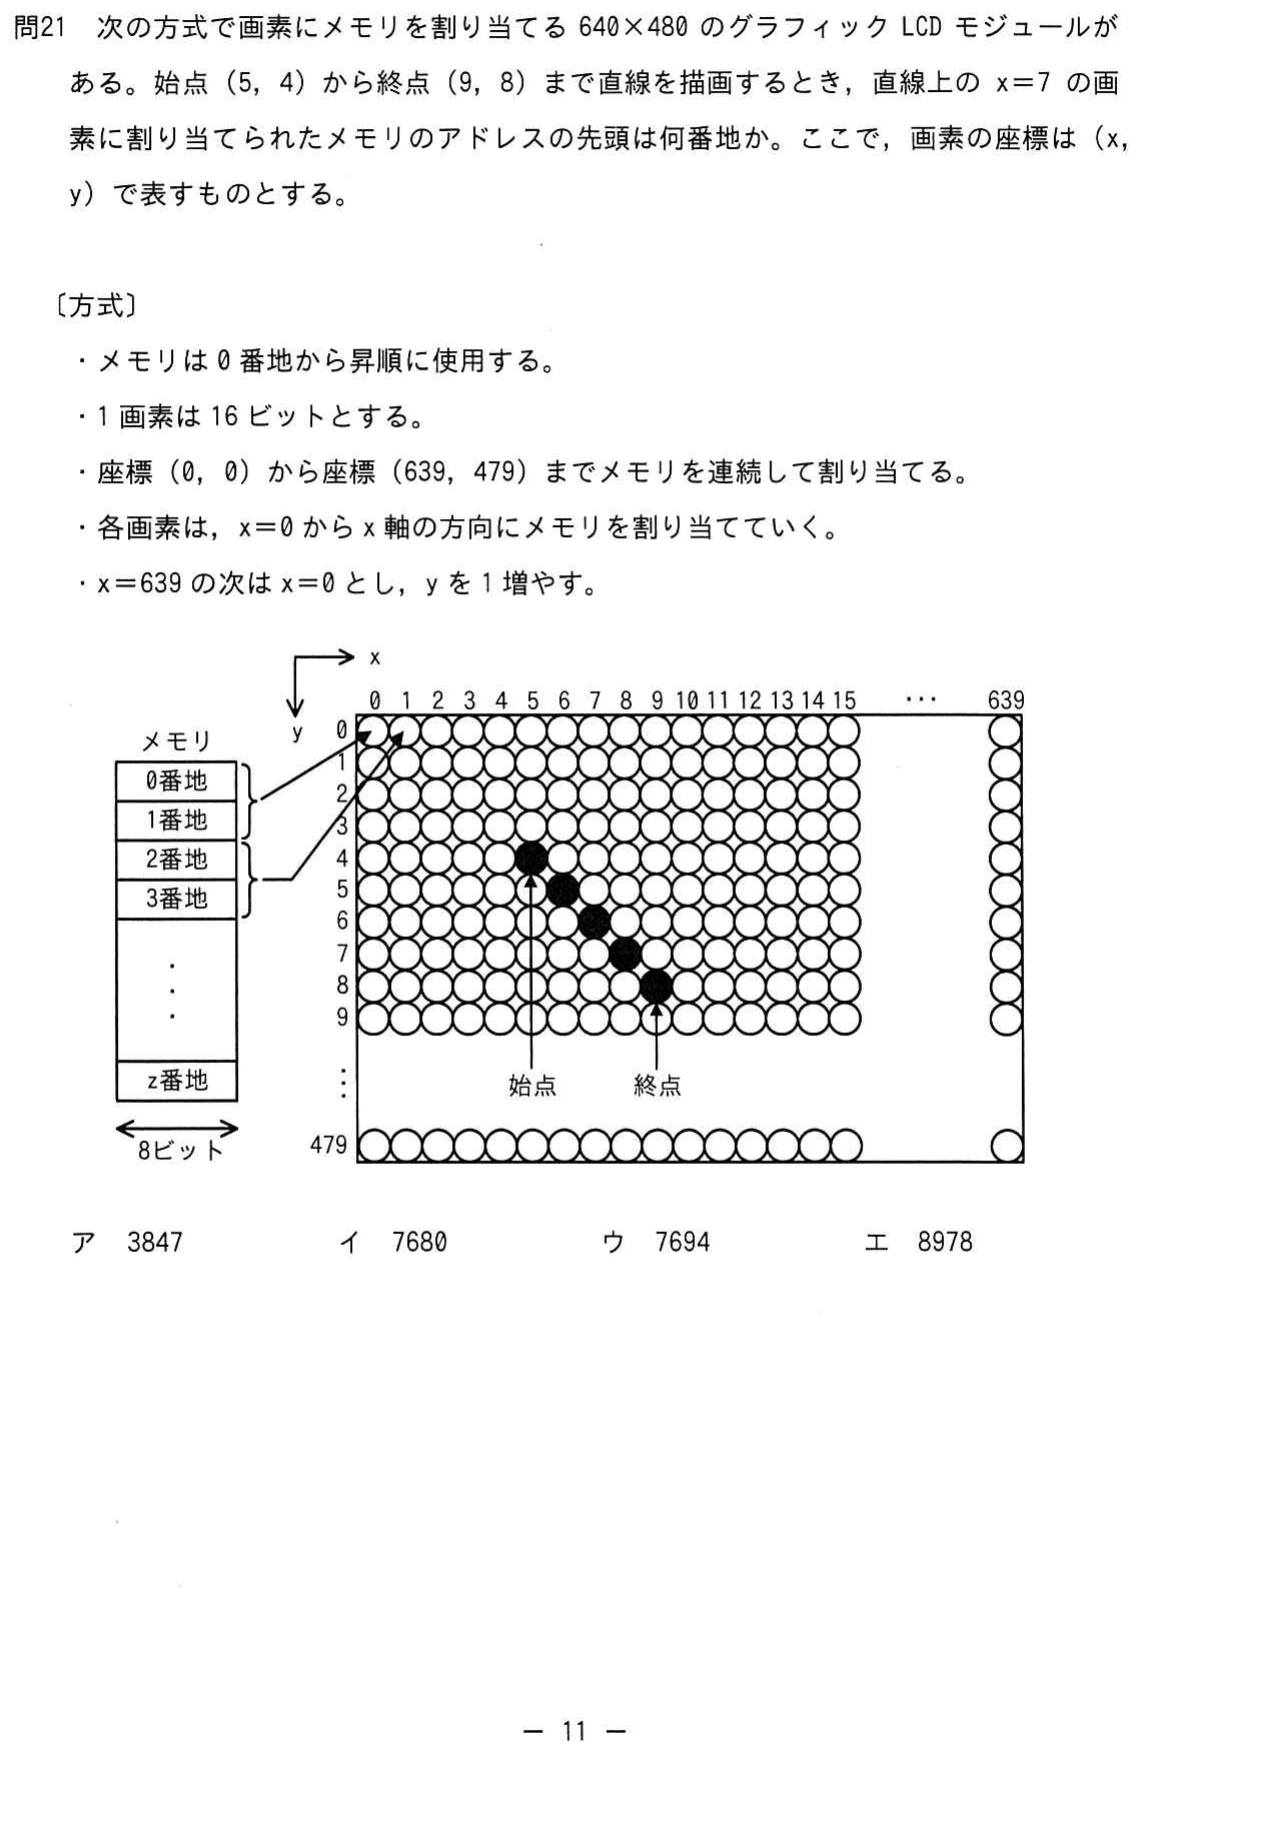 問21　次の方式で画素にメモリを割り当てる 640×480 のグラフィック LCD モジュールが
ある。始点（5，4）から終点（9，8）まで直線を描画するとき，直線上の x＝7 の画
素に割り当てられたメモリのアドレスの先頭は何番地か。ここで，画素の座標は（x，
y）で表すものとする。
〔方式〕
・メモリは 0 番地から昇順に使用する。
・1 画素は 16 ビットとする。
・座標（0，0）から座標（639，479）までメモリを連続して割り当てる。
・各画素は，x＝0 から x 軸の方向にメモリを割り当てていく。
・x＝639 の次は x＝0 とし，y を 1 増やす。
x
0 1 2 3 4 5 6 7 8 9 10 11 12 13 14 15 … 639
y
メモリ
0番地
1番地
2番地
3番地
・
・
・
z番地
8ビット
0
1
2
3
4
5
6
7
8
9
⋮
479
始点　終点
ア　3847　イ　7680　ウ　7694　エ　8978
－ 11 －